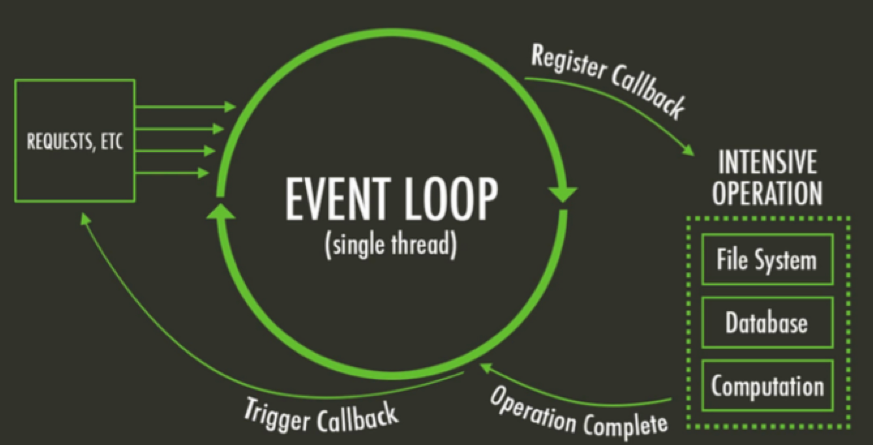 REQUESTS, ETC
EVENT LOOP
(single thread)
Register Callback
INTENSIVE
OPERATION
File System
Database
Computation
Operation Complete
Trigger Callback